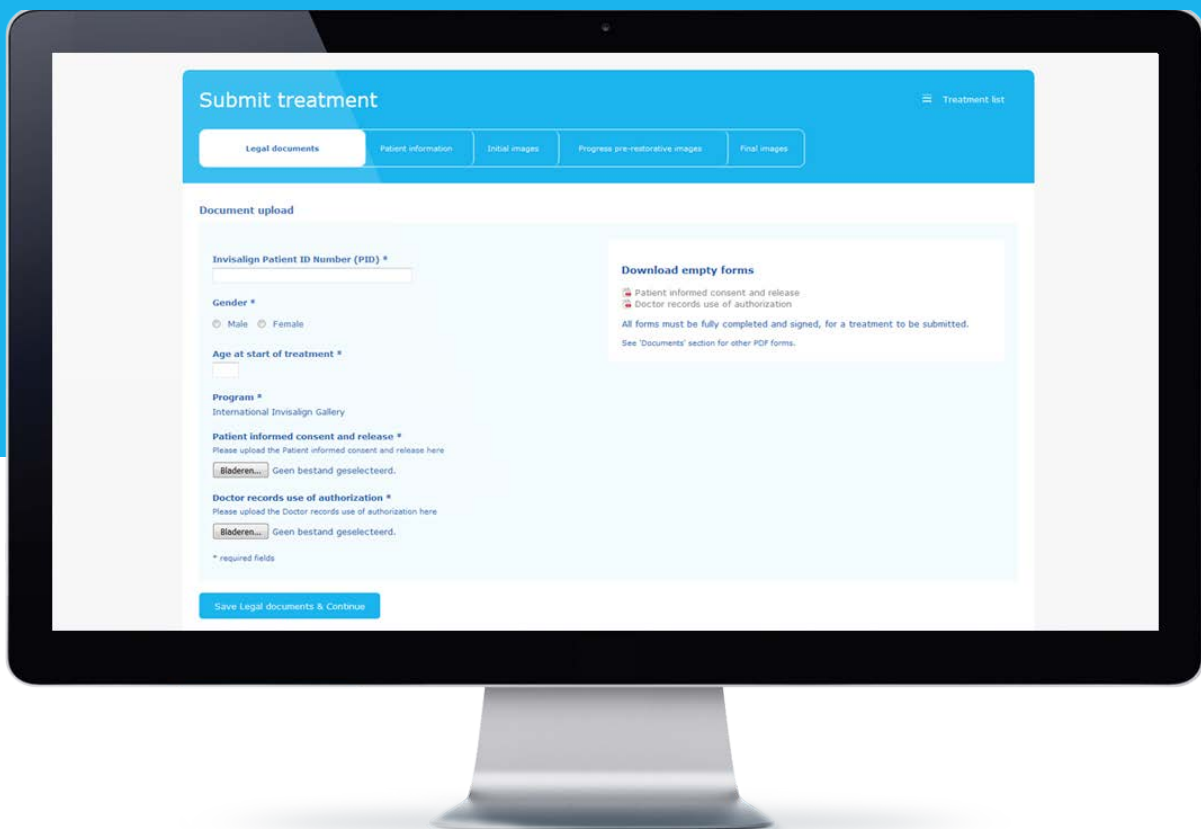 Submit treatment
Treatment list
Legal documents
Patient information
Initial images
Progress pre-restorative images
Final images
Document upload
Invisalign Patient ID Number (PID) *
Gender *
Male
Female
Age at start of treatment *
Program *
International Invisalign Gallery
Patient informed consent and release *
Please upload the Patient informed consent and release here
Bladeren... Geen bestand geselecteerd.
Doctor records use of authorization *
Please upload the Doctor records use of authorization here
Bladeren... Geen bestand geselecteerd.
* required fields
Download empty forms
Patient informed consent and release
Doctor records use of authorization
All forms must be fully completed and signed, for a treatment to be submitted.
See 'Documents' section for other PDF forms.
Save Legal documents & Continue